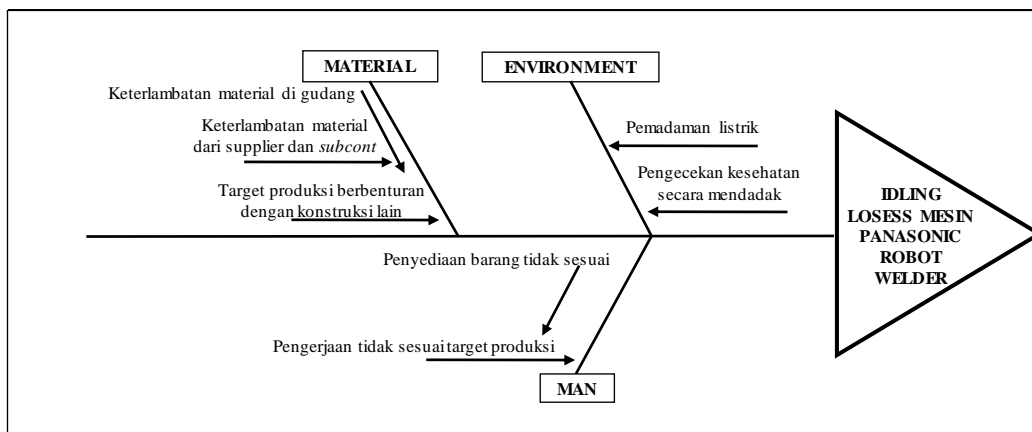 MATERIAL
ENVIRONMENT
Keterlambatan material di gudang
Keterlambatan material
dari supplier dan subcont
Target produksi berbenturan
dengan konstruksi lain
Pemadaman listrik
Pengecekan kesehatan
secara mendadak
IDLING
LOSESS MESIN
PANASONIC
ROBOT
WELDER
Penyediaan barang tidak sesuai
Pengerjaan tidak sesuai target produksi
MAN